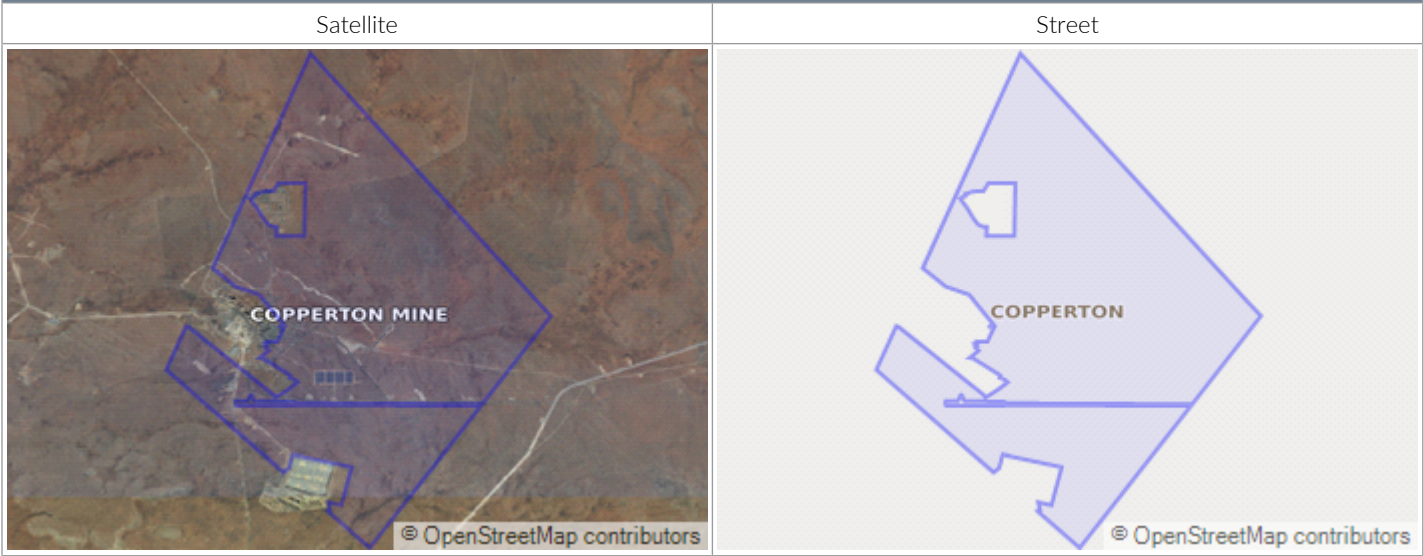 Satellite
Street
COPPERTON MINE
COPPERTON
© OpenStreetMap contributors
© OpenStreetMap contributors